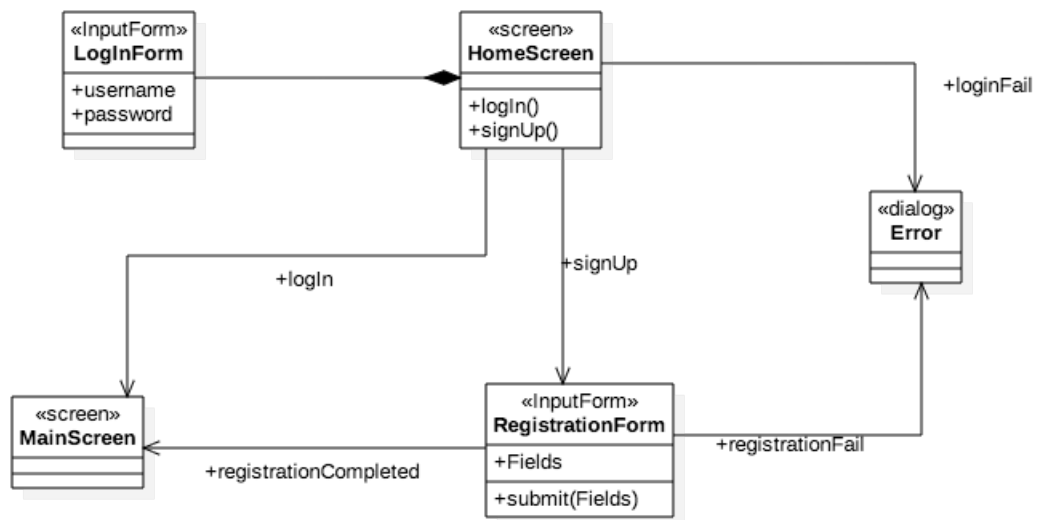 «InputForm»
LogInForm
+username
+password
«screen»
HomeScreen
+logIn()
+signUp()
+loginFail
«dialog»
Error
+signUp
+logIn
«screen»
MainScreen
«InputForm»
RegistrationForm
+Fields
+submit(Fields)
+registrationFail
+registrationCompleted